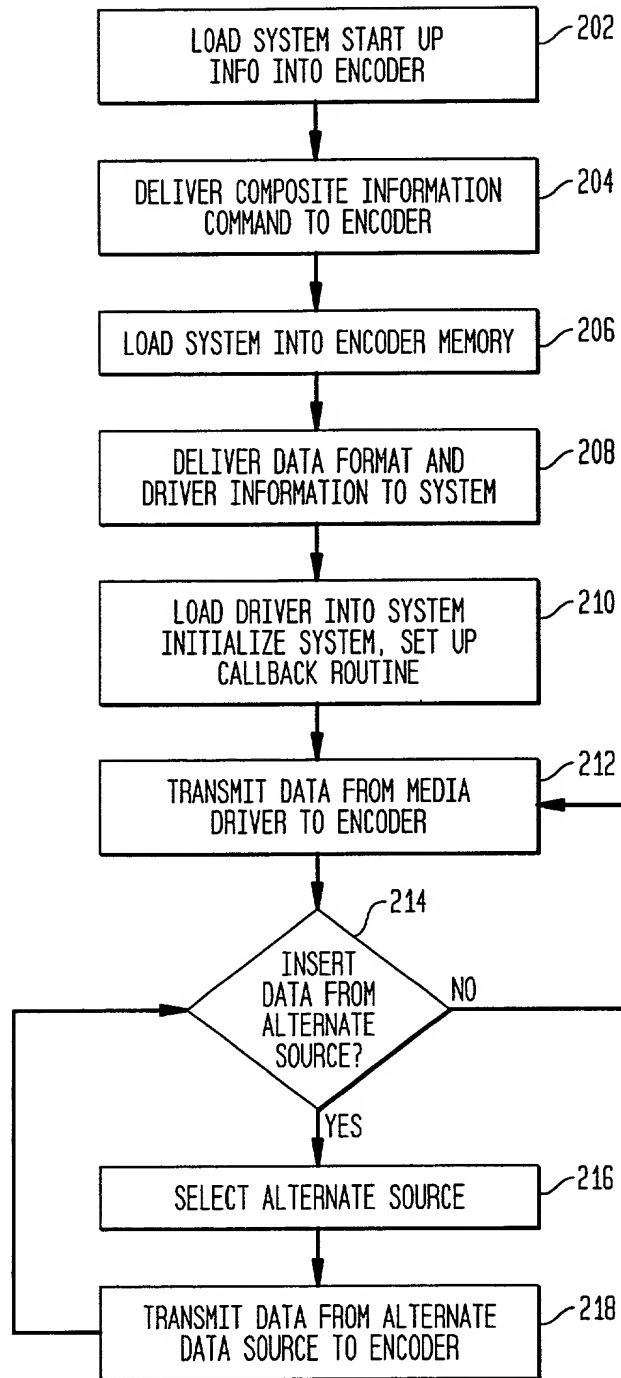 LOAD SYSTEM START UP
INFO INTO ENCODER
202
DELIVER COMPOSITE INFORMATION
COMMAND TO ENCODER
204
LOAD SYSTEM INTO ENCODER MEMORY
206
DELIVER DATA FORMAT AND
DRIVER INFORMATION TO SYSTEM
208
LOAD DRIVER INTO SYSTEM
INITIALIZE SYSTEM, SET UP
CALLBACK ROUTINE
210
TRANSMIT DATA FROM MEDIA
DRIVER TO ENCODER
212
214
INSERT
DATA FROM
ALTERNATE
SOURCE?
NO
YES
SELECT ALTERNATE SOURCE
216
TRANSMIT DATA FROM ALTERNATE
DATA SOURCE TO ENCODER
218